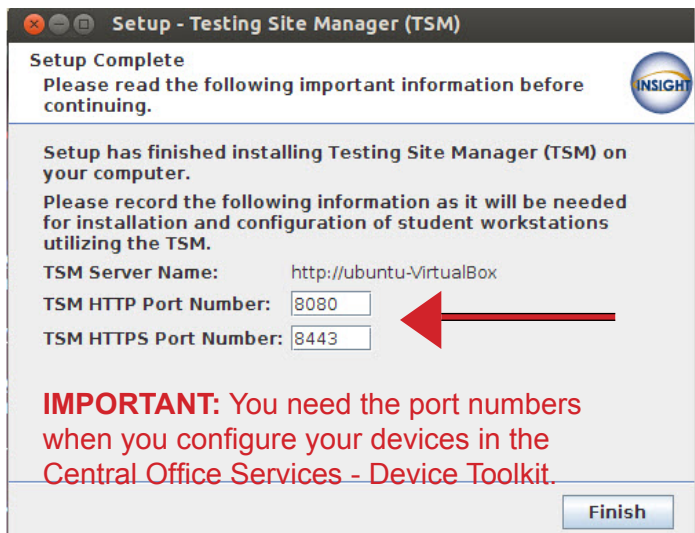 Setup - Testing Site Manager (TSM)
Setup Complete
Please read the following important information before
continuing.
INSIGHT
Setup has finished installing Testing Site Manager (TSM) on
your computer.
Please record the following information as it will be needed
for installation and configuration of student workstations
utilizing the TSM.
TSM Server Name: http://ubuntu-VirtualBox
TSM HTTP Port Number: 8080
TSM HTTPS Port Number: 8443
IMPORTANT: You need the port numbers
when you configure your devices in the
Central Office Services - Device Toolkit.
Finish